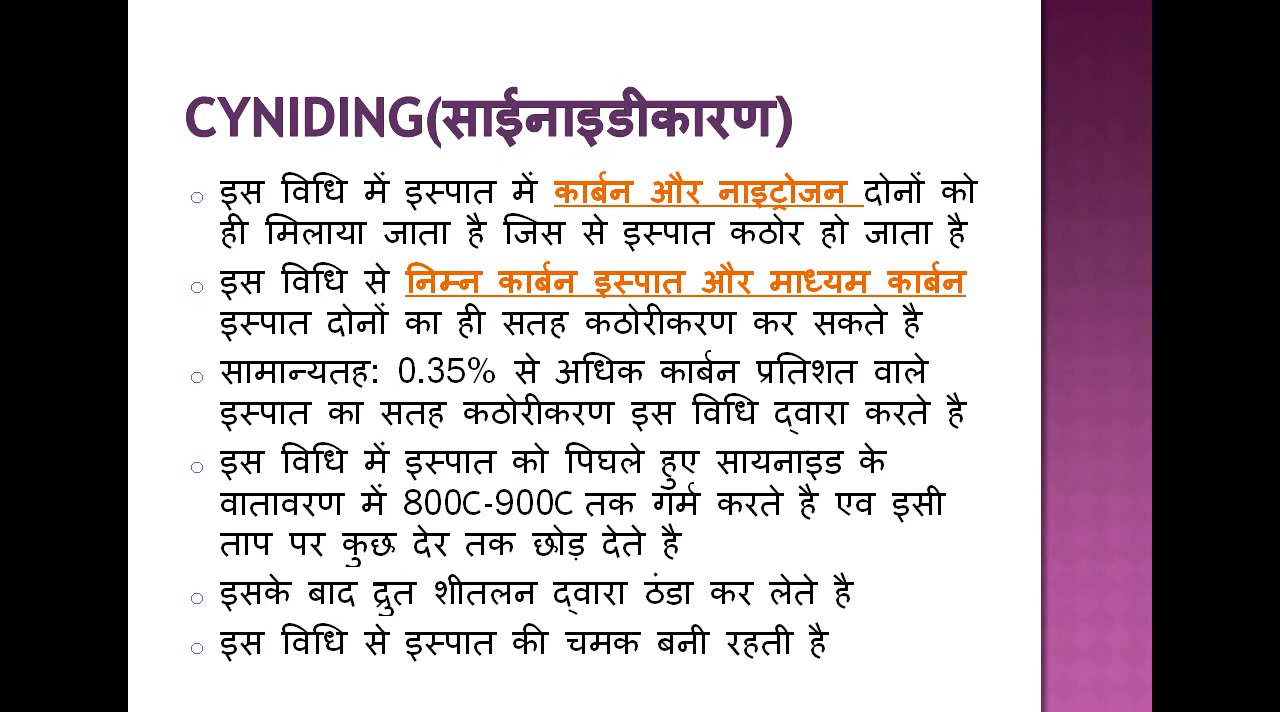 CYNIDING(साईनाइडीकारण)
इस विधि में इस्पात में कार्बन और नाइट्रोजन दोनों को
ही मिलाया जाता है जिस से इस्पात कठोर हो जाता है
इस विधि से निम्न कार्बन इस्पात और माध्यम कार्बन
इस्पात दोनों का ही सतह कठोरीकरण कर सकते है
सामान्यतह: 0.35% से अधिक कार्बन प्रतिशत वाले
इस्पात का सतह कठोरीकरण इस विधि द्वारा करते है
इस विधि में इस्पात को पिघले हुए सायनाइड के
वातावरण में 800C-900C तक गर्म करते है एव इसी
ताप पर कुछ देर तक छोड़ देते है
इसके बाद द्रुत शीतलन द्वारा ठंडा कर लेते है
इस विधि से इस्पात की चमक बनी रहती है